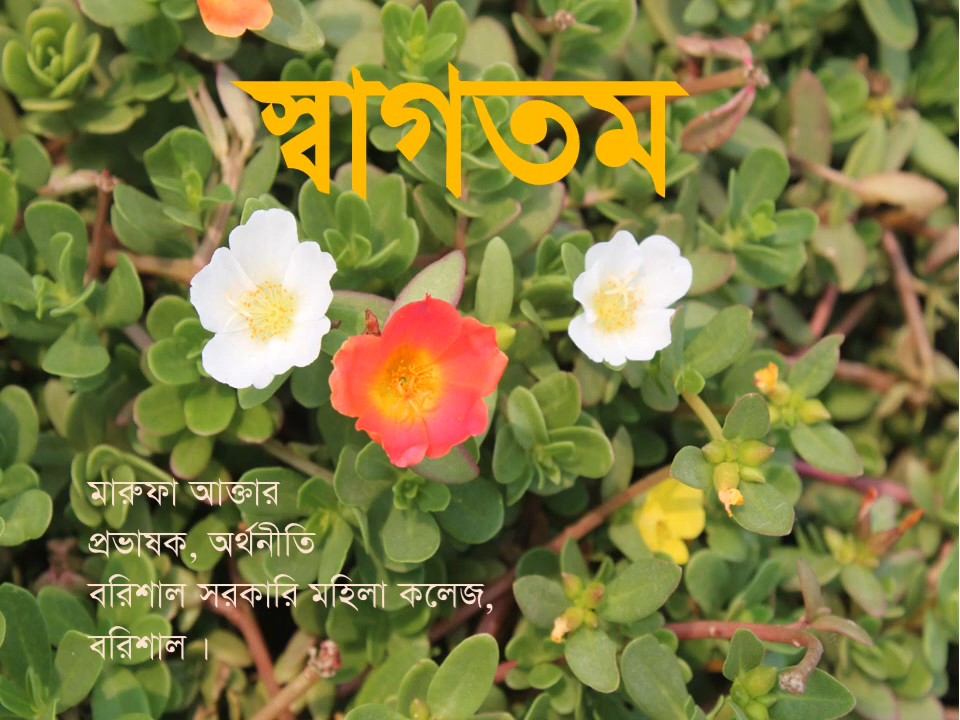 স্বাগতম
মারুফা আক্তার
প্রভাষক, অর্থনীতি
বরিশাল সরকারি মহিলা কলেজ,
বরিশাল ।